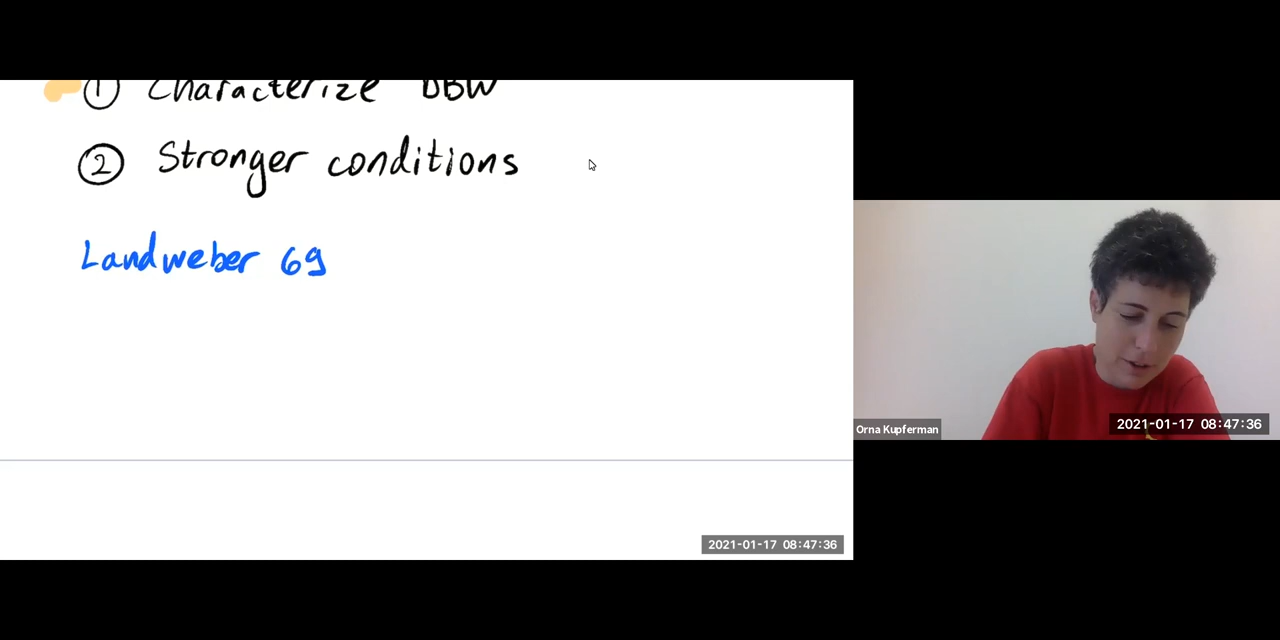 ① Characterize DBW
② Stronger conditions
Landweber 69
Orna Kupferman
2021-01-17 08:47:36
2021-01-17 08:47:36